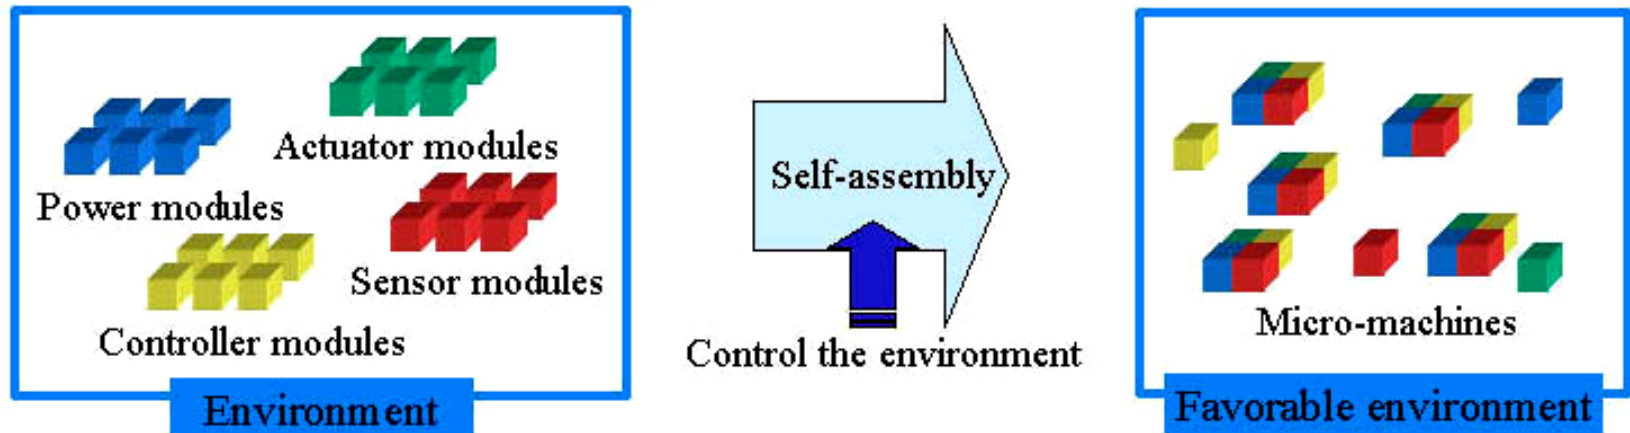 Actuator modules
Power modules
Sensor modules
Controller modules
Environment
Self-assembly
Control the environment
Micro-machines
Favorable environment